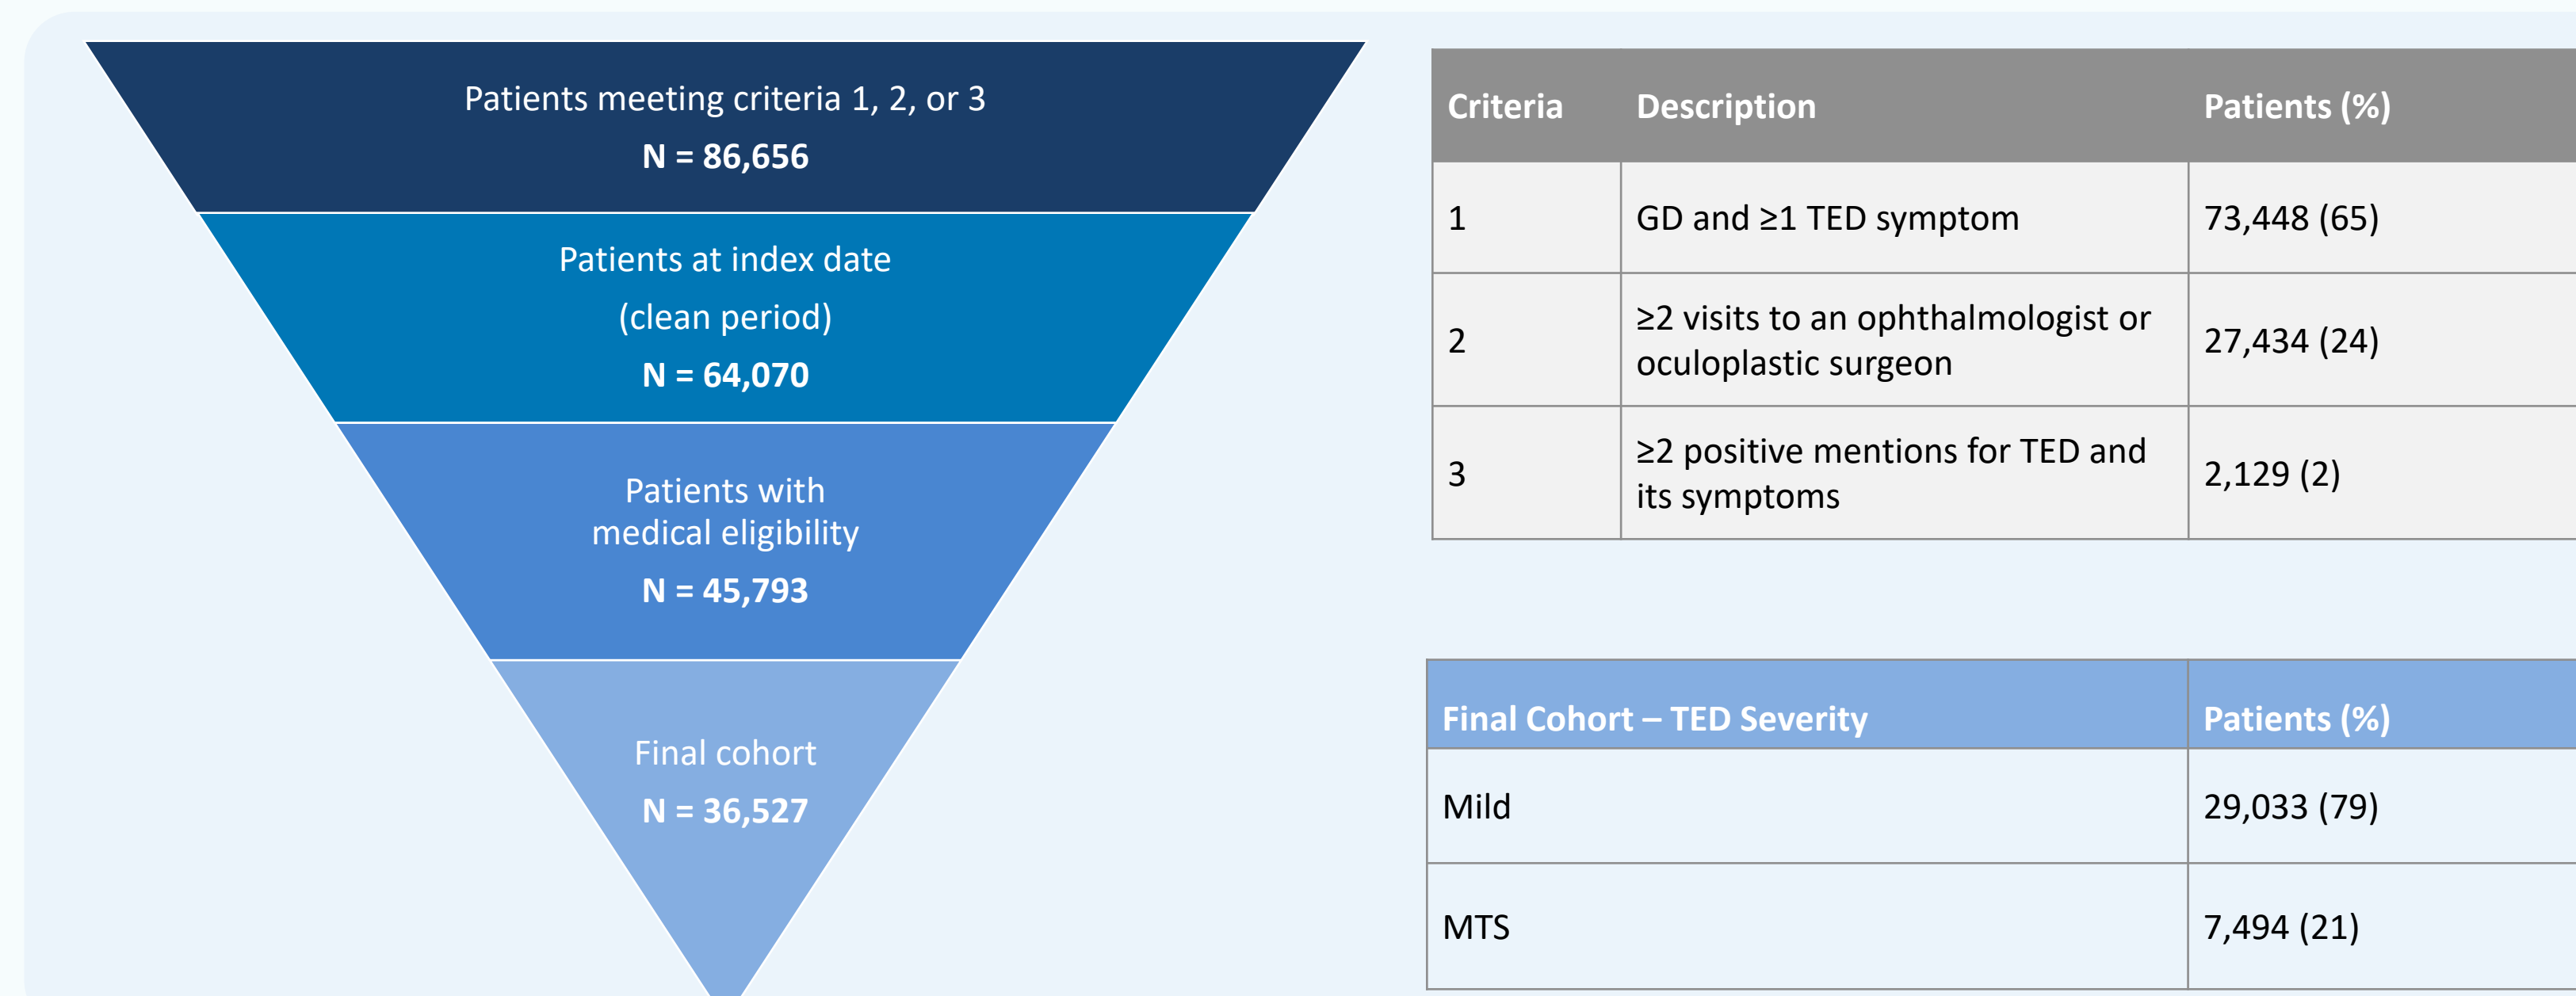 Patients meeting criteria 1, 2, or 3
N = 86,656
Patients at index date
(clean period)
N = 64,070
Patients with
medical eligibility
N = 45,793
Final cohort
N = 36,527
Criteria Description Patients (%)
1 GD and ≥1 TED symptom 73,448 (65)
2 ≥2 visits to an ophthalmologist or
oculoplastic surgeon 27,434 (24)
3 ≥2 positive mentions for TED and
its symptoms 2,129 (2)
Final Cohort – TED Severity Patients (%)
Mild 29,033 (79)
MTS 7,494 (21)